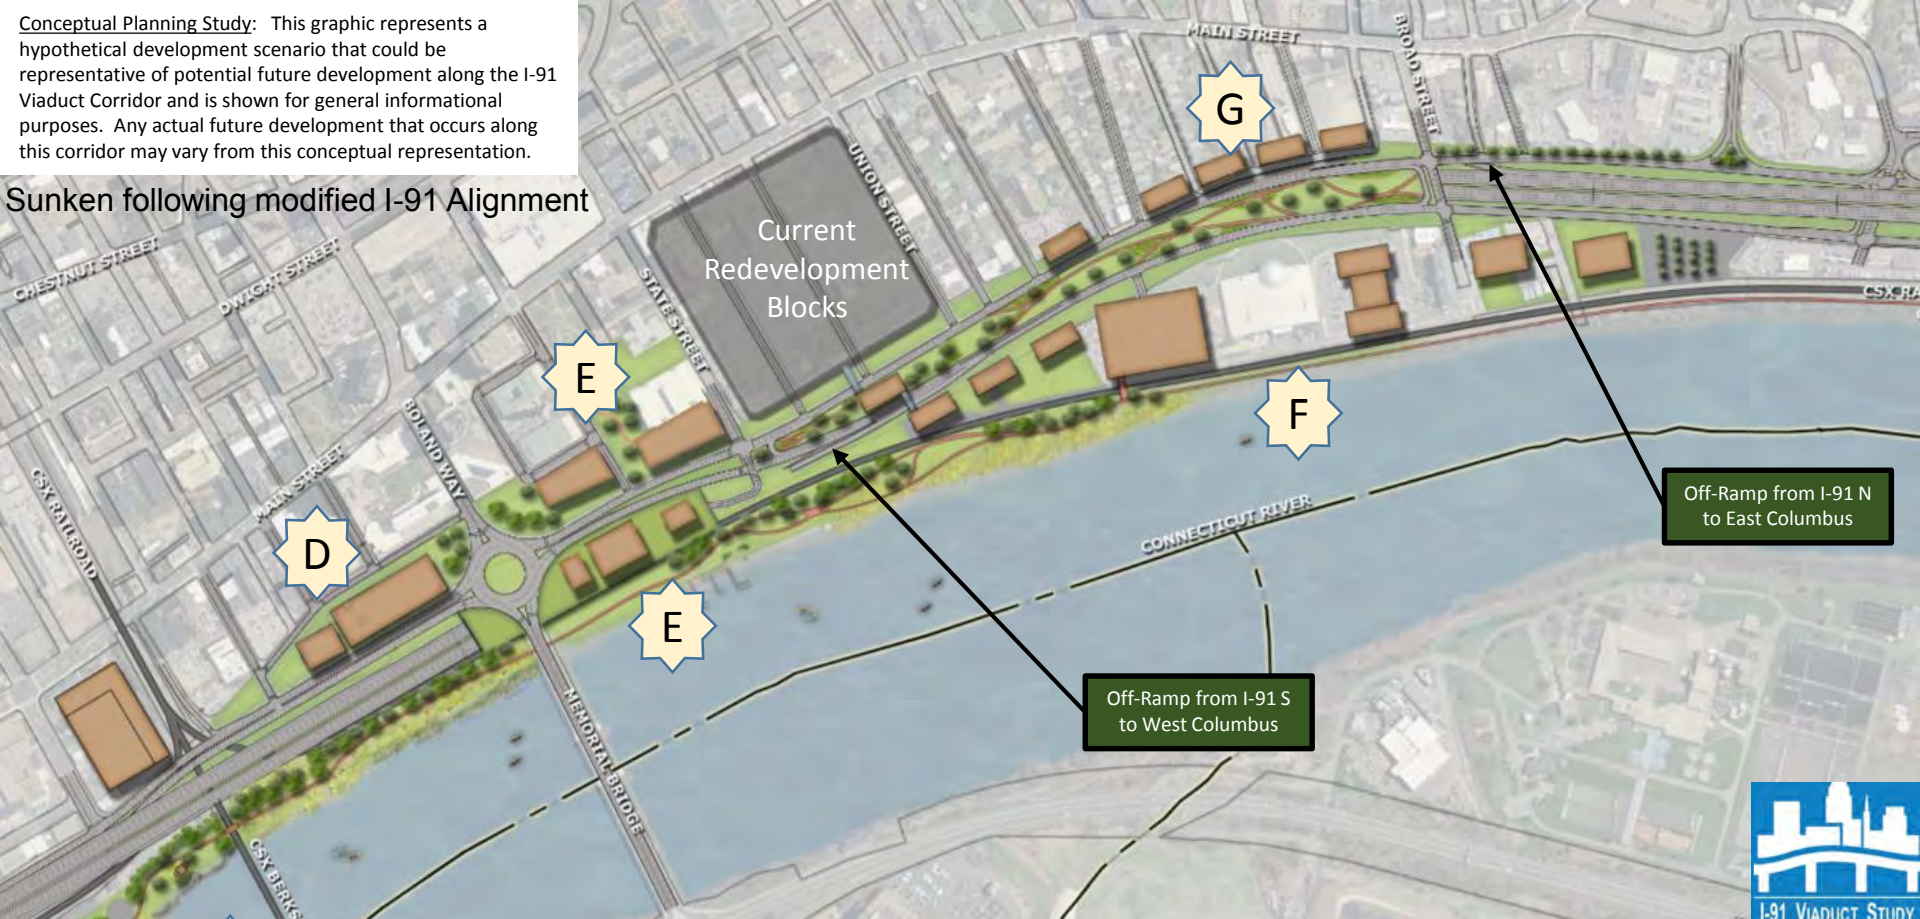 Conceptual Planning Study: This graphic represents a
hypothetical development scenario that could be
representative of potential future development along the I-91
Viaduct Corridor and is shown for general informational
purposes. Any actual future development that occurs along
this corridor may vary from this conceptual representation.
Sunken following modified I-91 Alignment
MAIN STREET
BROAD STREET
G
UNION STREET
Current
Redevelopment
Blocks
CHESTNUT STREET
DWIGHT STREET
STATE STREET
CSX RA
E
BOLAND WAY
F
MAIN STREET
CSX RAILROAD
Off-Ramp from I-91 N
to East Columbus
CONNECTICUT RIVER
D
E
MEMORIAL BRIDGE
Off-Ramp from I-91 S
to West Columbus
CSX BERKS
I-91 VIADUCT STUDY